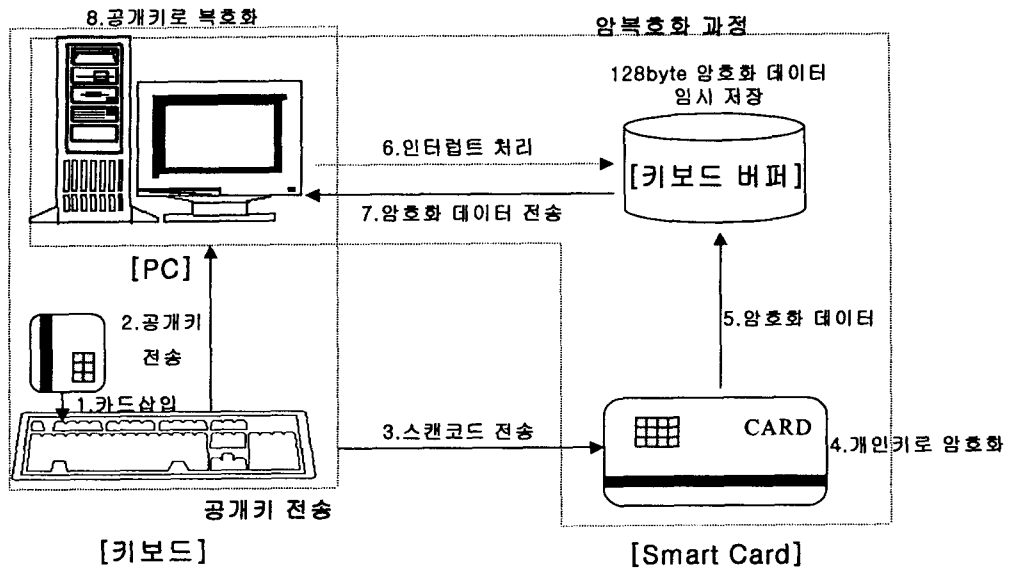 8.공개키로 복호화
암복호화 과정
128byte 암호화 데이터
임시 저장
6.인터럽트 처리
[키보드 버퍼]
7.암호화 데이터 전송
[PC]
2.공개키
전송
5.암호화 데이터
1.카드삽입
3.스캔코드 전송
CARD
4.개인키로 암호화
공개키 전송
[키보드]
[Smart Card]